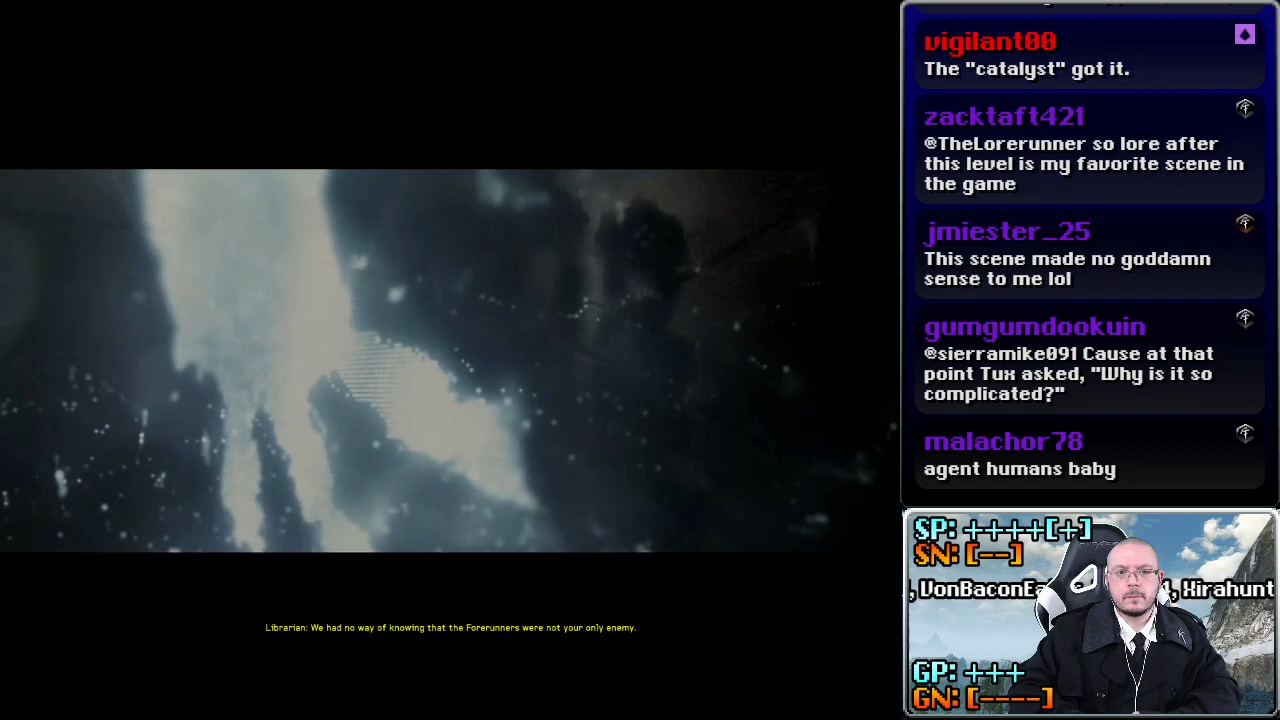 vigilant00
The "catalyst" got it.
zacktaft421
@TheLorerunner so lore after
this level is my favorite scene in
the game
jmiester_25
This scene made no goddamn
sense to me lol
gumgumdookuin
@sierramike091 Cause at that
point Tux asked, "Why is it so
complicated?"
malachor78
agent humans baby
SP: ++++[+]
SN: [--]
, VonBaconEa
, Xirahunt
GP: +++
GN: [----]
Librarian: We had no way of knowing that the Forerunners were not your only enemy.